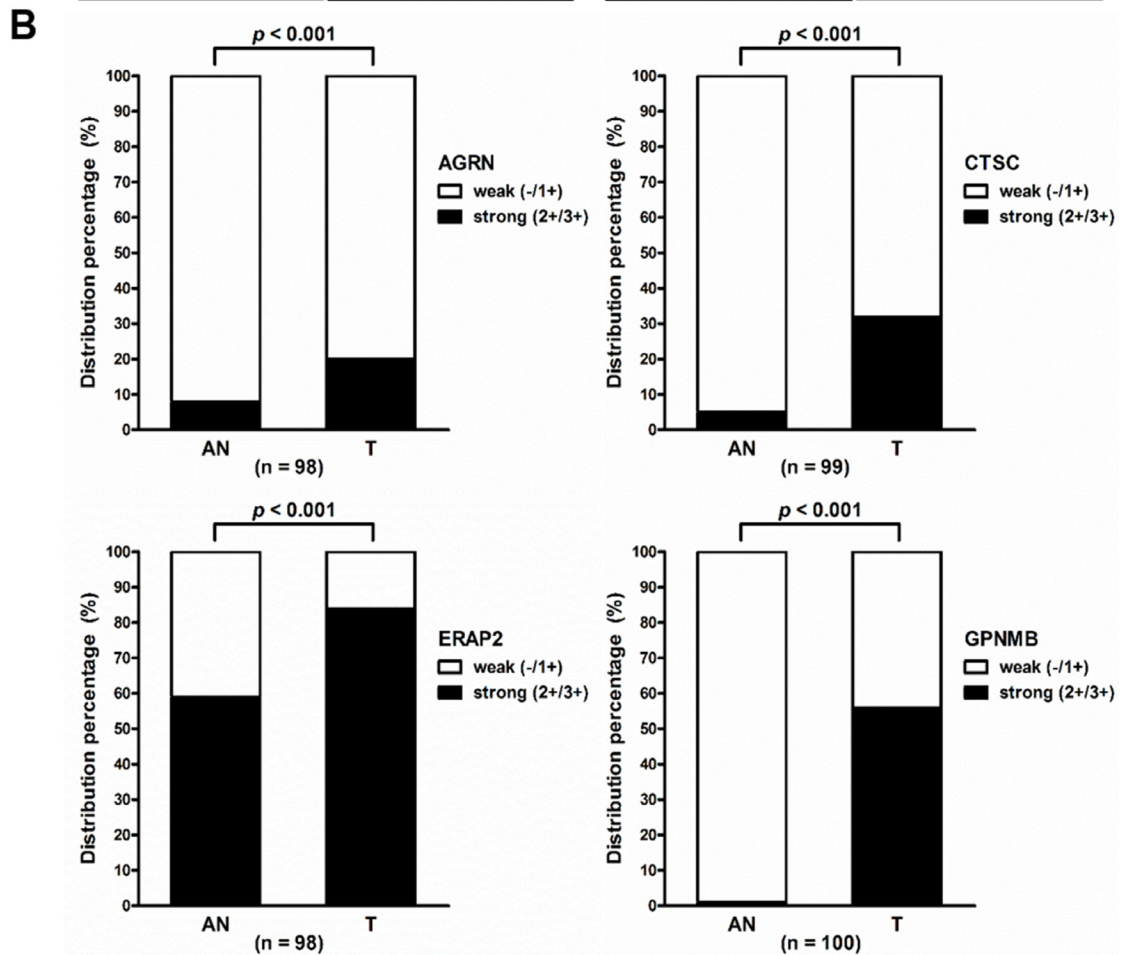 B
p < 0.001
Distribution percentage (%)
100
90
80
70
60
50
40
30
20
10
0
AN
T
(n = 98)
AGRN
weak (-/1+)
strong (2+/3+)
p < 0.001
Distribution percentage (%)
100
90
80
70
60
50
40
30
20
10
0
AN
T
(n = 99)
CTSC
weak (-/1+)
strong (2+/3+)
p < 0.001
Distribution percentage (%)
100
90
80
70
60
50
40
30
20
10
0
AN
T
(n = 98)
ERAP2
weak (-/1+)
strong (2+/3+)
p < 0.001
Distribution percentage (%)
100
90
80
70
60
50
40
30
20
10
0
AN
T
(n = 100)
GPNMB
weak (-/1+)
strong (2+/3+)